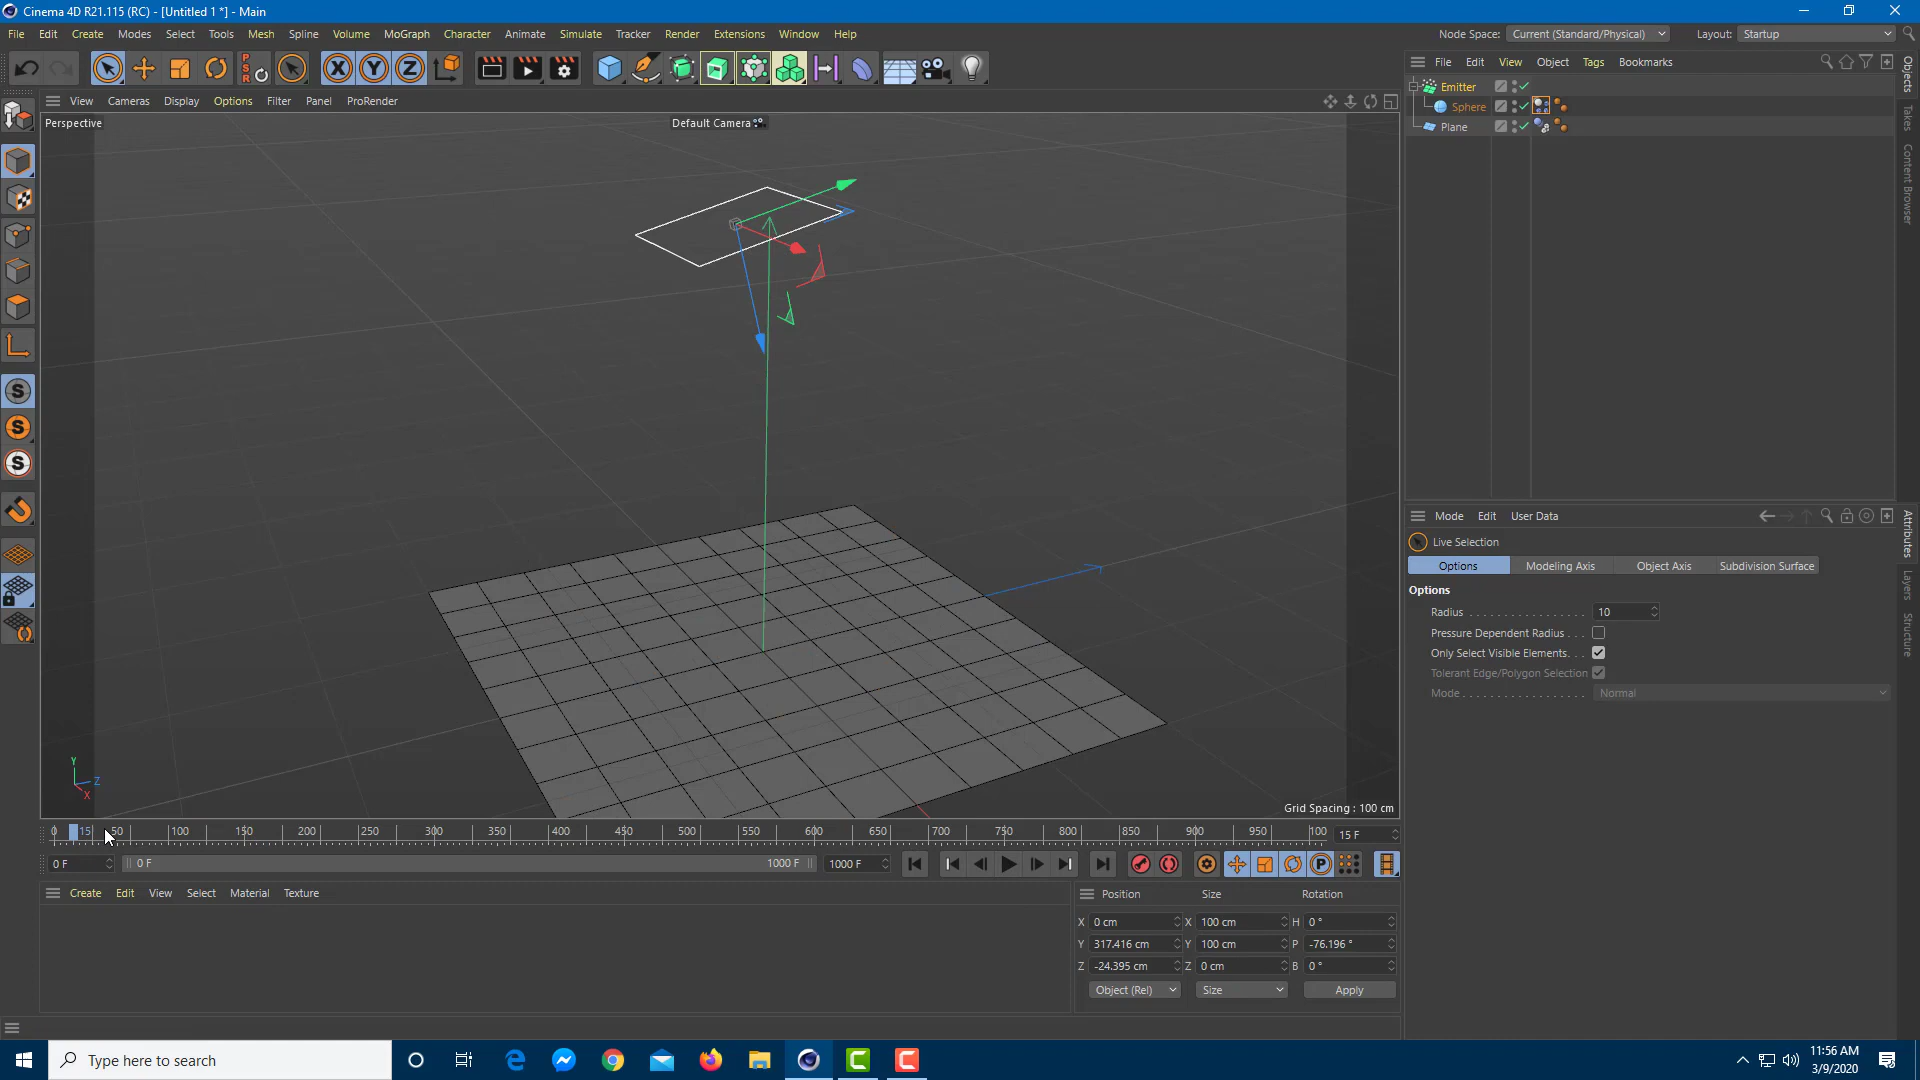 Cinema 4D R21.115 (RC) - [Untitled 1 *] - Main
File Edit Create Modes Select Tools Mesh Spline Volume MoGraph Character Animate Simulate Tracker Render Extensions Window Help
Node Space: Current (Standard/Physical) Layout: Startup
X Y Z
PSR
File Edit View Object Tags Bookmarks
Emitter
Sphere
Plane
View Cameras Display Options Filter Panel ProRender
Perspective
Default Camera
S
S
S
Y
Z
X
Grid Spacing : 100 cm
Objects
Takes
Content Browser
Mode Edit User Data
Live Selection
Options Modeling Axis Object Axis Subdivision Surface
Options
Radius 10
Pressure Dependent Radius
Only Select Visible Elements
Tolerant Edge/Polygon Selection
Mode Normal
Attributes
Layers
Structure
0 15 50 100 150 200 250 300 350 400 450 500 550 600 650 700 750 800 850 900 950 100 15 F
0 F 0 F 1000 F 1000 F
P
Create Edit View Select Material Texture
Position Size Rotation
X 0 cm X 100 cm H 0 °
Y 317.416 cm Y 100 cm P -76.196 °
Z -24.395 cm Z 0 cm B 0 °
Object (Rel) Size Apply
Type here to search
11:56 AM
3/9/2020